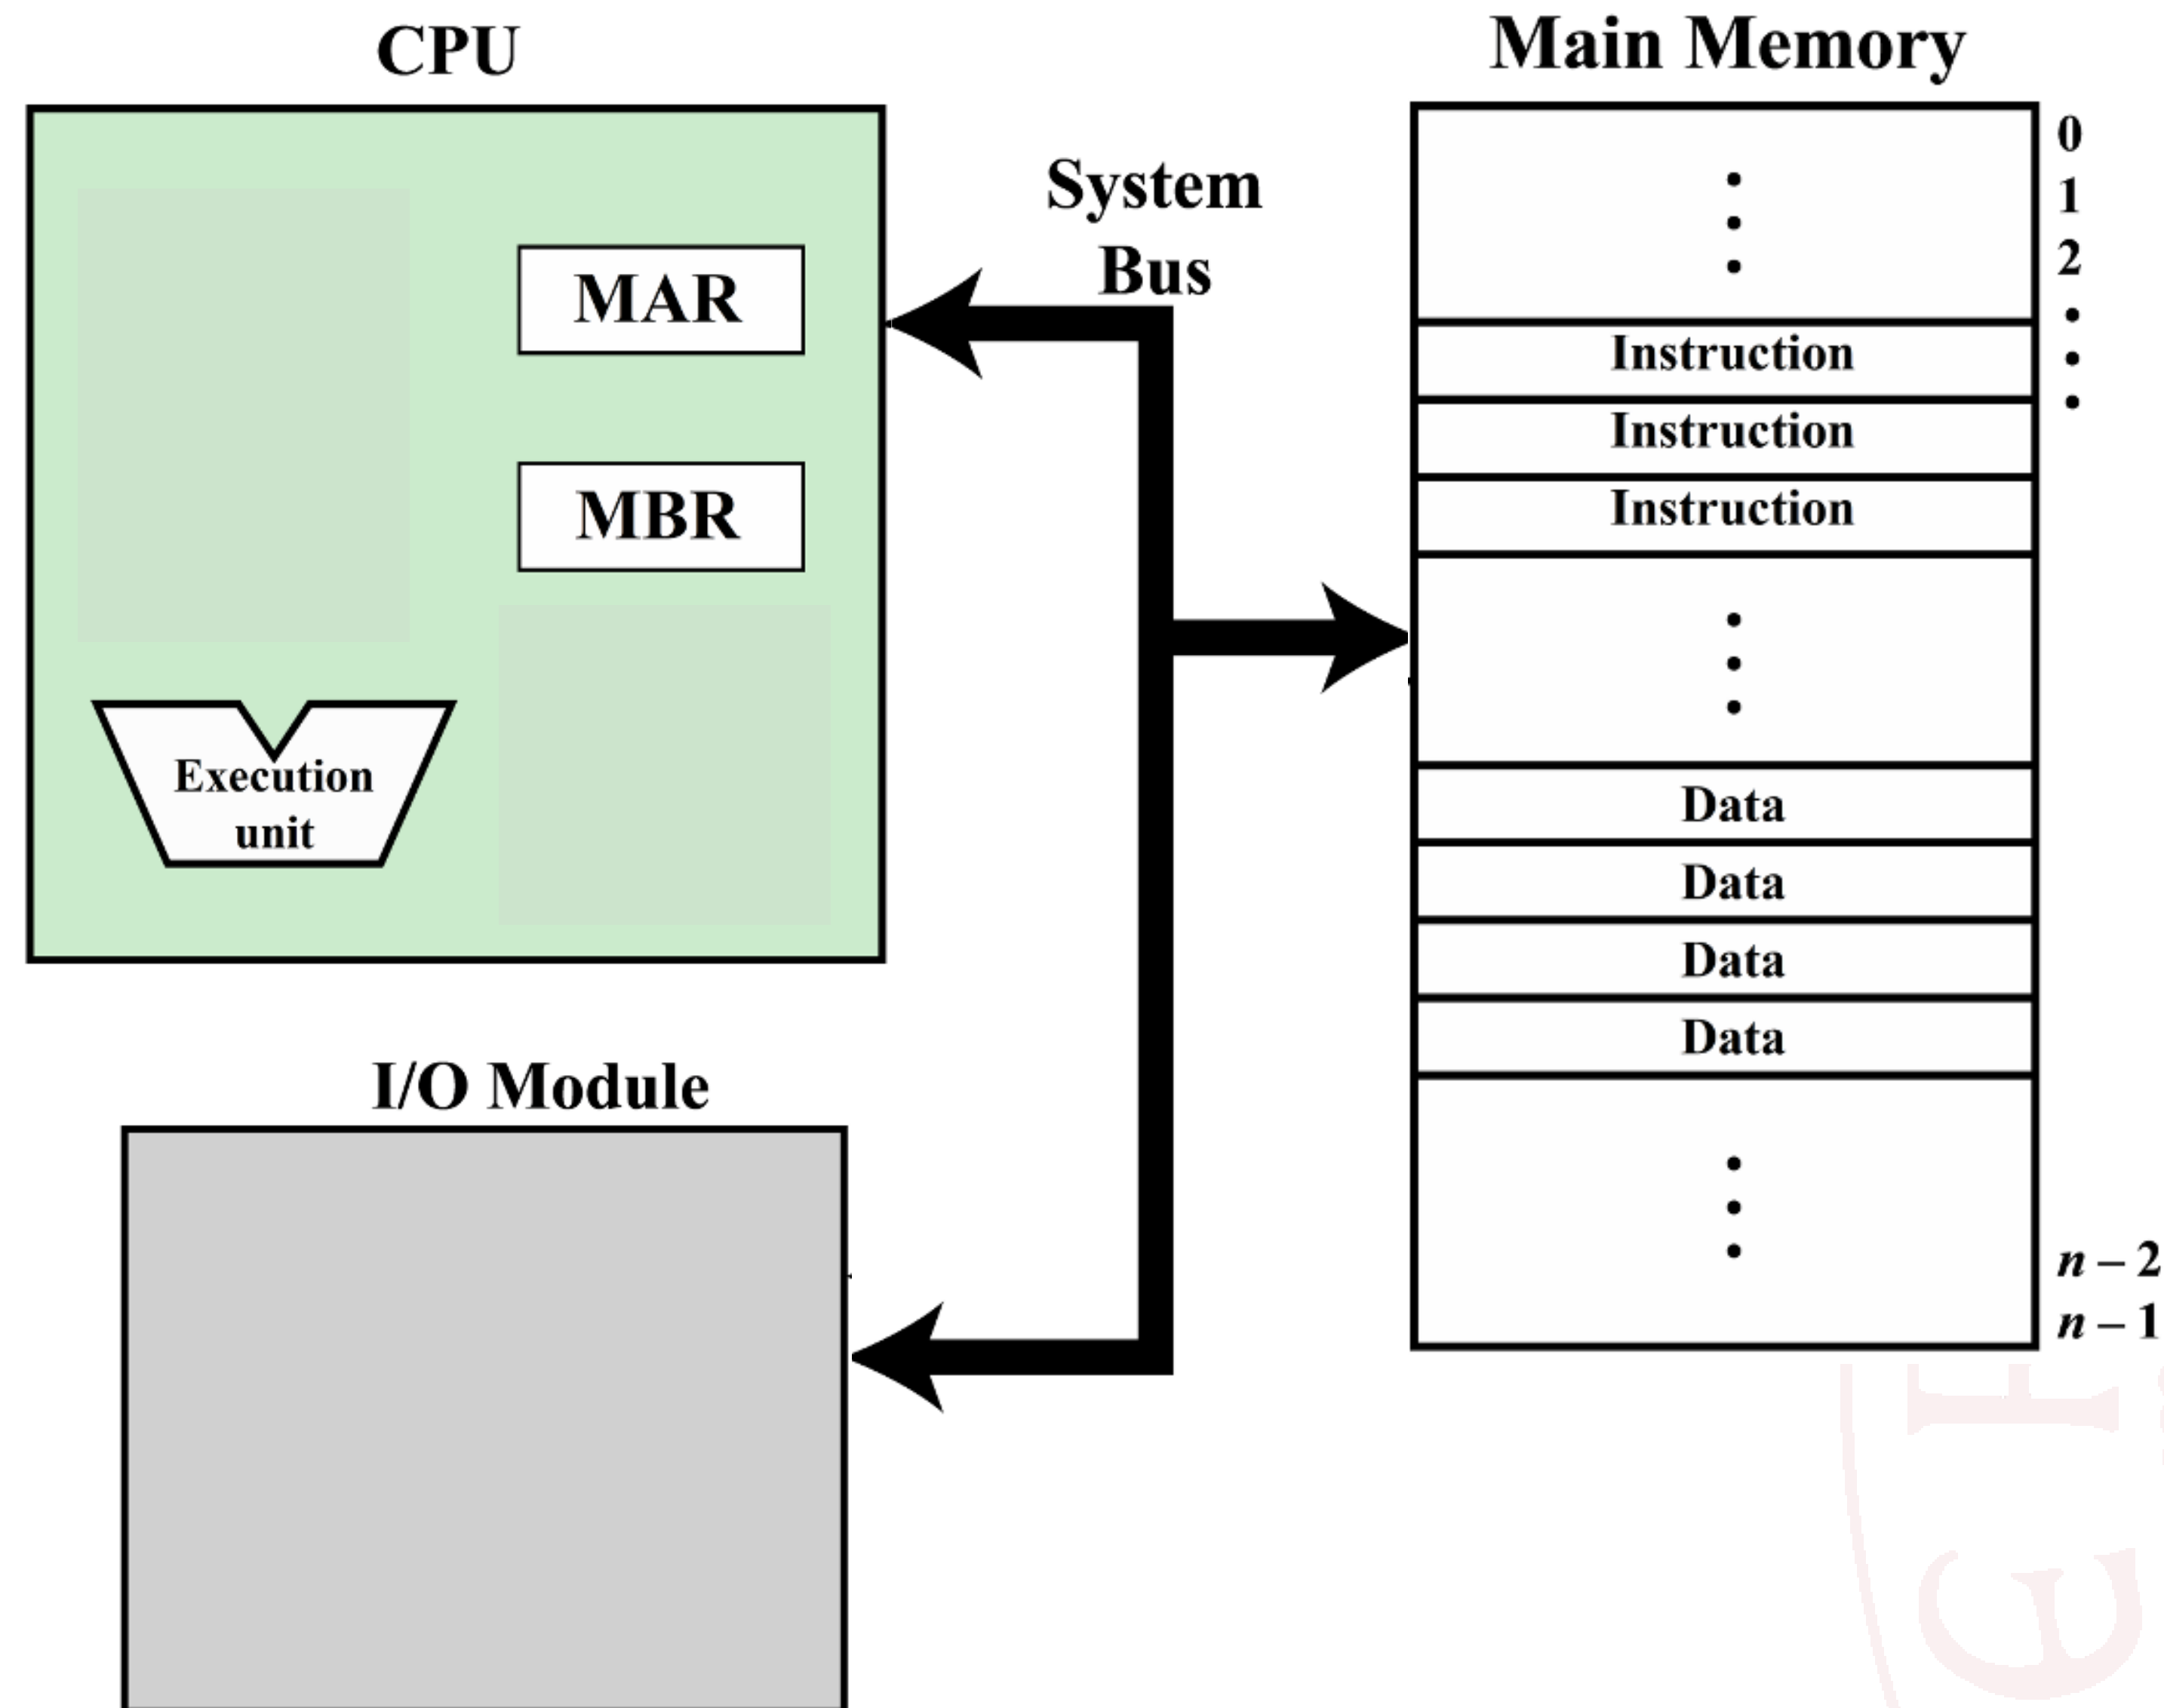 CPU
MAR
MBR
Execution
unit
System
Bus
Main Memory
0
1
2
Instruction
Instruction
Instruction
Data
Data
Data
Data
n – 2
n – 1
I/O Module